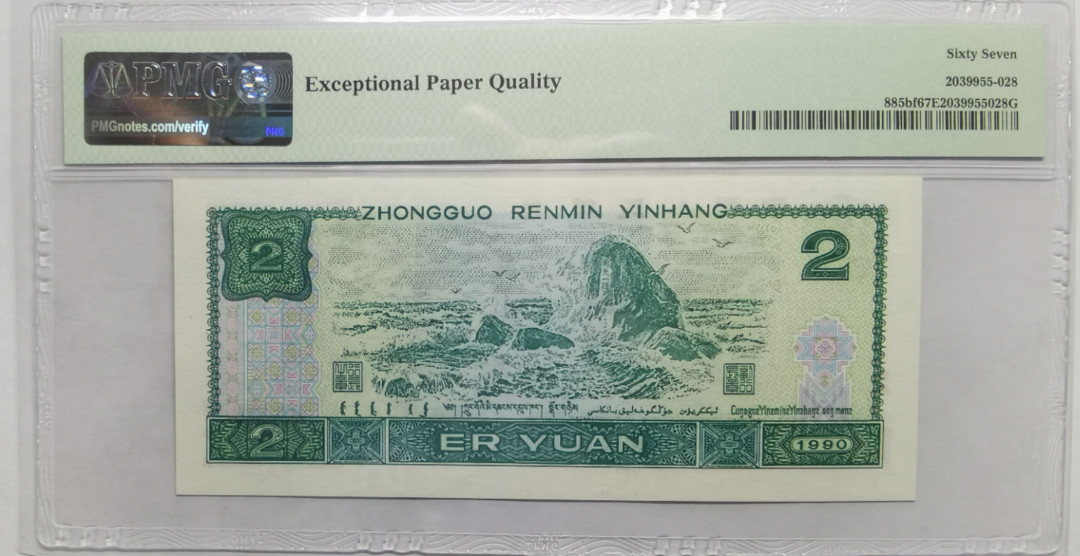 PMG
PMGnotes.com/verify
Exceptional Paper Quality
Sixty Seven
2039955-028
885bf67E2039955028G
ZHONGGUO RENMIN YINHANG
2
2
2
ER YUAN
1990